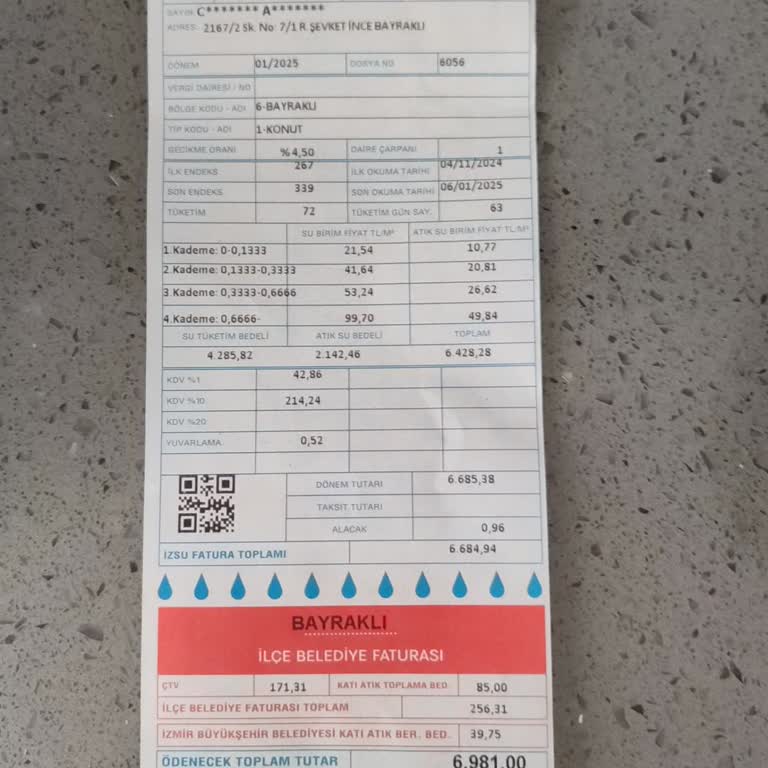 SAYIN C******* A*******
ADRES: 2167/2 Sk. No: 7/1 R.ŞEVKET İNCE BAYRAKLI
DÖNEM 01/2025 DOSYA NO 6056
VERGİ DAİRESİ / NO
BÖLGE KODU - ADI 6-BAYRAKLI
TİP KODU - ADI 1-KONUT
GECİKME ORANI %4,50 DAİRE ÇARPANI 1
İLK ENDEKS 267 İLK OKUMA TARİHİ 04/11/2024
SON ENDEKS 339 SON OKUMA TARİHİ 06/01/2025
TÜKETİM 72 TÜKETİM GÜN SAY. 63
SU BİRİM FİYAT TL/M³ ATIK SU BİRİM FİYAT TL/M³
1.Kademe: 0-0,1333 21,54 10,77
2.Kademe: 0,1333-0,3333 41,64 20,81
3.Kademe: 0,3333-0,6666 53,24 26,62
4.Kademe: 0,6666- 99,70 49,84
SU TÜKETİM BEDELİ ATIK SU BEDELİ TOPLAM
4.285,82 2.142,46 6.428,28
KDV %1 42,86
KDV %10 214,24
KDV %20
YUVARLAMA 0,52
DÖNEM TUTARI 6.685,38
TAKSİT TUTARI
ALACAK 0,96
İZSU FATURA TOPLAMI 6.684,94
BAYRAKLI
İLÇE BELEDİYE FATURASI
ÇTV 171,31 KATI ATIK TOPLAMA BED. 85,00
İLÇE BELEDİYE FATURASI TOPLAM 256,31
İZMİR BÜYÜKŞEHİR BELEDİYESİ KATI ATIK BER. BED. 39,75
ÖDENECEK TOPLAM TUTAR 6.981,00